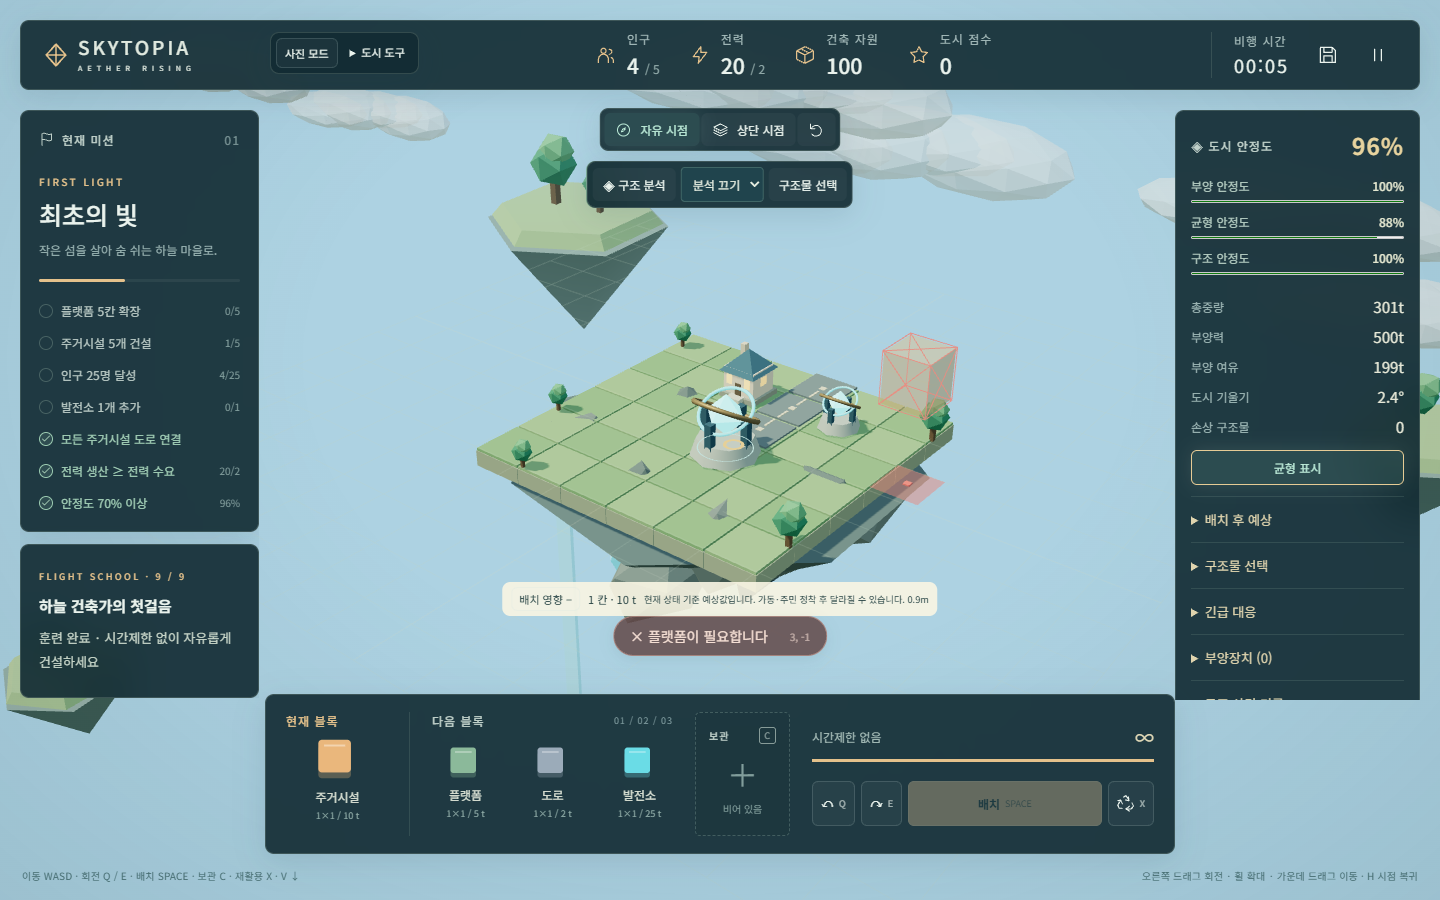 SKYTOPIA
AETHER RISING
사진 모드
▶ 도시 도구
인구
4 / 5
전력
20 / 2
건축 자원
100
도시 점수
0
비행 시간
00:05
현재 미션
01
FIRST LIGHT
최초의 빛
작은 섬을 살아 숨 쉬는 하늘 마을로.
플랫폼 5칸 확장 0/5
주거시설 5개 건설 1/5
인구 25명 달성 4/25
발전소 1개 추가 0/1
모든 주거시설 도로 연결
전력 생산 ≥ 전력 수요 20/2
안정도 70% 이상 96%
FLIGHT SCHOOL · 9 / 9
하늘 건축가의 첫걸음
훈련 완료 · 시간제한 없이 자유롭게
건설하세요
자유 시점
상단 시점
◈ 구조 분석
분석 끄기
구조물 선택
◈ 도시 안정도 96%
부양 안정도 100%
균형 안정도 88%
구조 안정도 100%
총중량 301t
부양력 500t
부양 여유 199t
도시 기울기 2.4°
손상 구조물 0
균형 표시
▶ 배치 후 예상
▶ 구조물 선택
▶ 긴급 대응
▶ 부양장치 (0)
배치 영향 − 1 칸 · 10 t 현재 상태 기준 예상값입니다. 가동·주민 정착 후 달라질 수 있습니다. 0.9m
✕ 플랫폼이 필요합니다 3, -1
현재 블록
주거시설
1×1 / 10 t
다음 블록
01 / 02 / 03
플랫폼
1×1 / 5 t
도로
1×1 / 2 t
발전소
1×1 / 25 t
보관 C
비어 있음
시간제한 없음 ∞
Q
E
배치 SPACE
X
이동 WASD · 회전 Q / E · 배치 SPACE · 보관 C · 재활용 X · V ↓
오른쪽 드래그 회전 · 휠 확대 · 가운데 드래그 이동 · H 시점 복귀